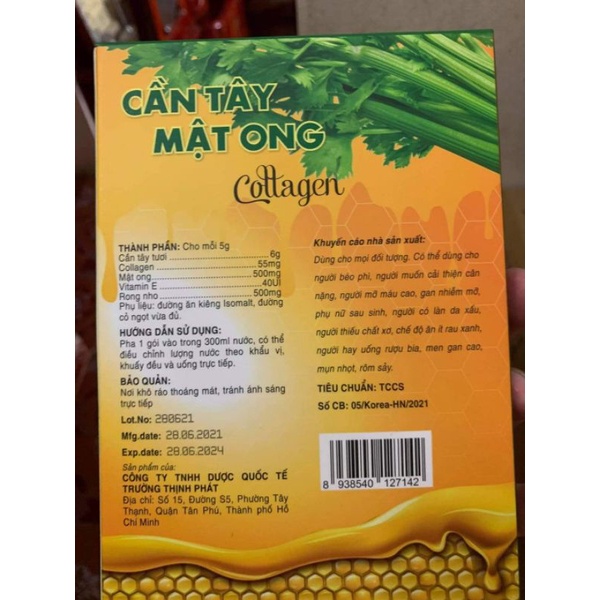 CẦN TÂY
MẬT ONG
Collagen
THÀNH PHẦN: Cho mỗi 5g
Cần tây tươi 6g
Collagen 55mg
Mật ong 500mg
Vitamin E 40UI
Rong nho 500mg
Phụ liệu: đường ăn kiêng Isomalt, đường
cỏ ngọt vừa đủ.
HƯỚNG DẪN SỬ DỤNG:
Pha 1 gói vào trong 300ml nước, có thể
điều chỉnh lượng nước theo khẩu vị,
khuấy đều và uống trực tiếp.
BẢO QUẢN:
Nơi khô ráo thoáng mát, tránh ánh sáng
trực tiếp
Lot.No: 280621
Mfg.date: 28.06.2021
Exp.date: 28.06.2024
Sản phẩm của:
CÔNG TY TNHH DƯỢC QUỐC TẾ
TRƯỜNG THỊNH PHÁT
Địa chỉ: Số 15, Đường S5, Phường Tây
Thạnh, Quận Tân Phú, Thành phố Hồ
Chí Minh
Khuyến cáo nhà sản xuất:
Dùng cho mọi đối tượng. Có thể dùng cho
người béo phì, người muốn cải thiện cân
nặng, người mỡ máu cao, gan nhiễm mỡ,
phụ nữ sau sinh, người có làn da xấu,
người thiếu chất xơ, chế độ ăn ít rau xanh,
người hay uống rượu bia, men gan cao,
mụn nhọt, rôm sảy.
TIÊU CHUẨN: TCCS
Số CB: 05/Korea-HN/2021
8 938540 127142